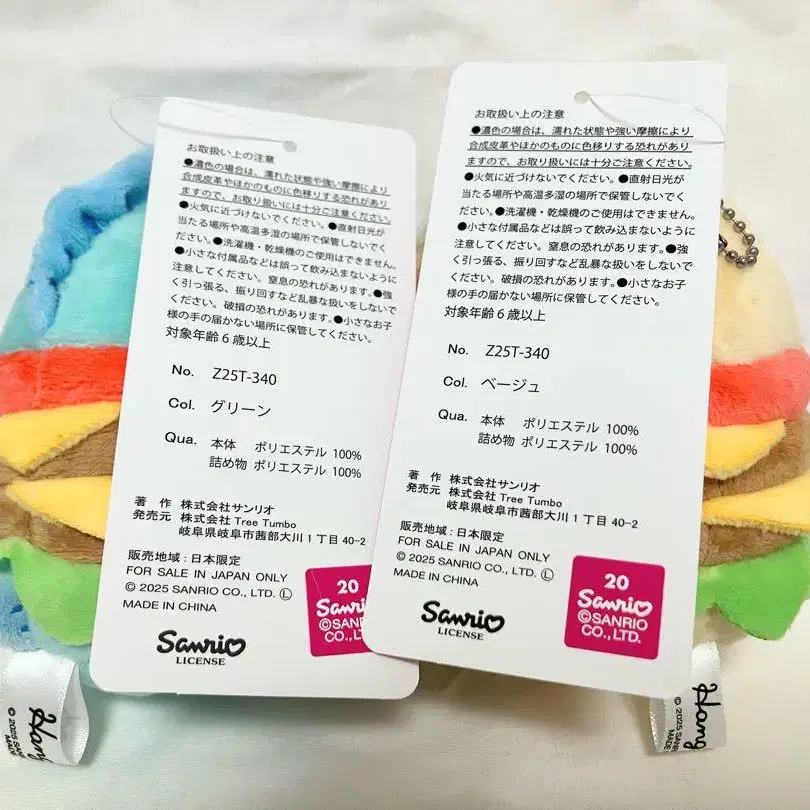 お取扱い上の注意
●濃色の場合は、濡れた状態や強い摩擦により
合成皮革やほかのものに色移りする恐れがあり
ますので、お取り扱いには十分ご注意ください。
●火気に近づけないでください。●直射日光が
当たる場所や高温多湿の場所で保管しないでく
ださい。●洗濯機・乾燥機のご使用はできません。
●小さな付属品などは誤って飲み込まないように
注意してください。窒息の恐れがあります。●強
く引っ張る、振り回すなど乱暴な扱いをしないで
ください。破損の恐れがあります。●小さなお子
様の手の届かない場所に保管してください。
対象年齢6歳以上
No. Z25T-340
Col. グリーン
Qua. 本体 ポリエステル 100%
詰め物 ポリエステル 100%
著作 株式会社サンリオ
発売元 株式会社 Tree Tumbo
岐阜県岐阜市茜部大川1丁目40-2
販売地域:日本限定
FOR SALE IN JAPAN ONLY
© 2025 SANRIO CO., LTD. Ⓛ
MADE IN CHINA
Sanrio
LICENSE
20
Sanrio
©SANRIO
CO., LTD.
お取扱い上の注意
●濃色の場合は、濡れた状態や強い摩擦により
合成皮革やほかのものに色移りする恐れがあり
ますので、お取り扱いには十分ご注意ください。
●火気に近づけないでください。●直射日光が
当たる場所や高温多湿の場所で保管しないでく
ださい。●洗濯機・乾燥機のご使用はできません。
●小さな付属品などは誤って飲み込まないように
注意してください。窒息の恐れがあります。●強
く引っ張る、振り回すなど乱暴な扱いをしないで
ください。破損の恐れがあります。●小さなお子
様の手の届かない場所に保管してください。
対象年齢6歳以上
No. Z25T-340
Col. ベージュ
Qua. 本体 ポリエステル 100%
詰め物 ポリエステル 100%
著作 株式会社サンリオ
発売元 株式会社 Tree Tumbo
岐阜県岐阜市茜部大川1丁目40-2
販売地域:日本限定
FOR SALE IN JAPAN ONLY
© 2025 SANRIO CO., LTD. Ⓛ
MADE IN CHINA
Sanrio
LICENSE
20
Sanrio
©SANRIO
CO., LTD.
Hang
© 2025 SANR
MADE
Hang
© 2025 SANRI
MADE